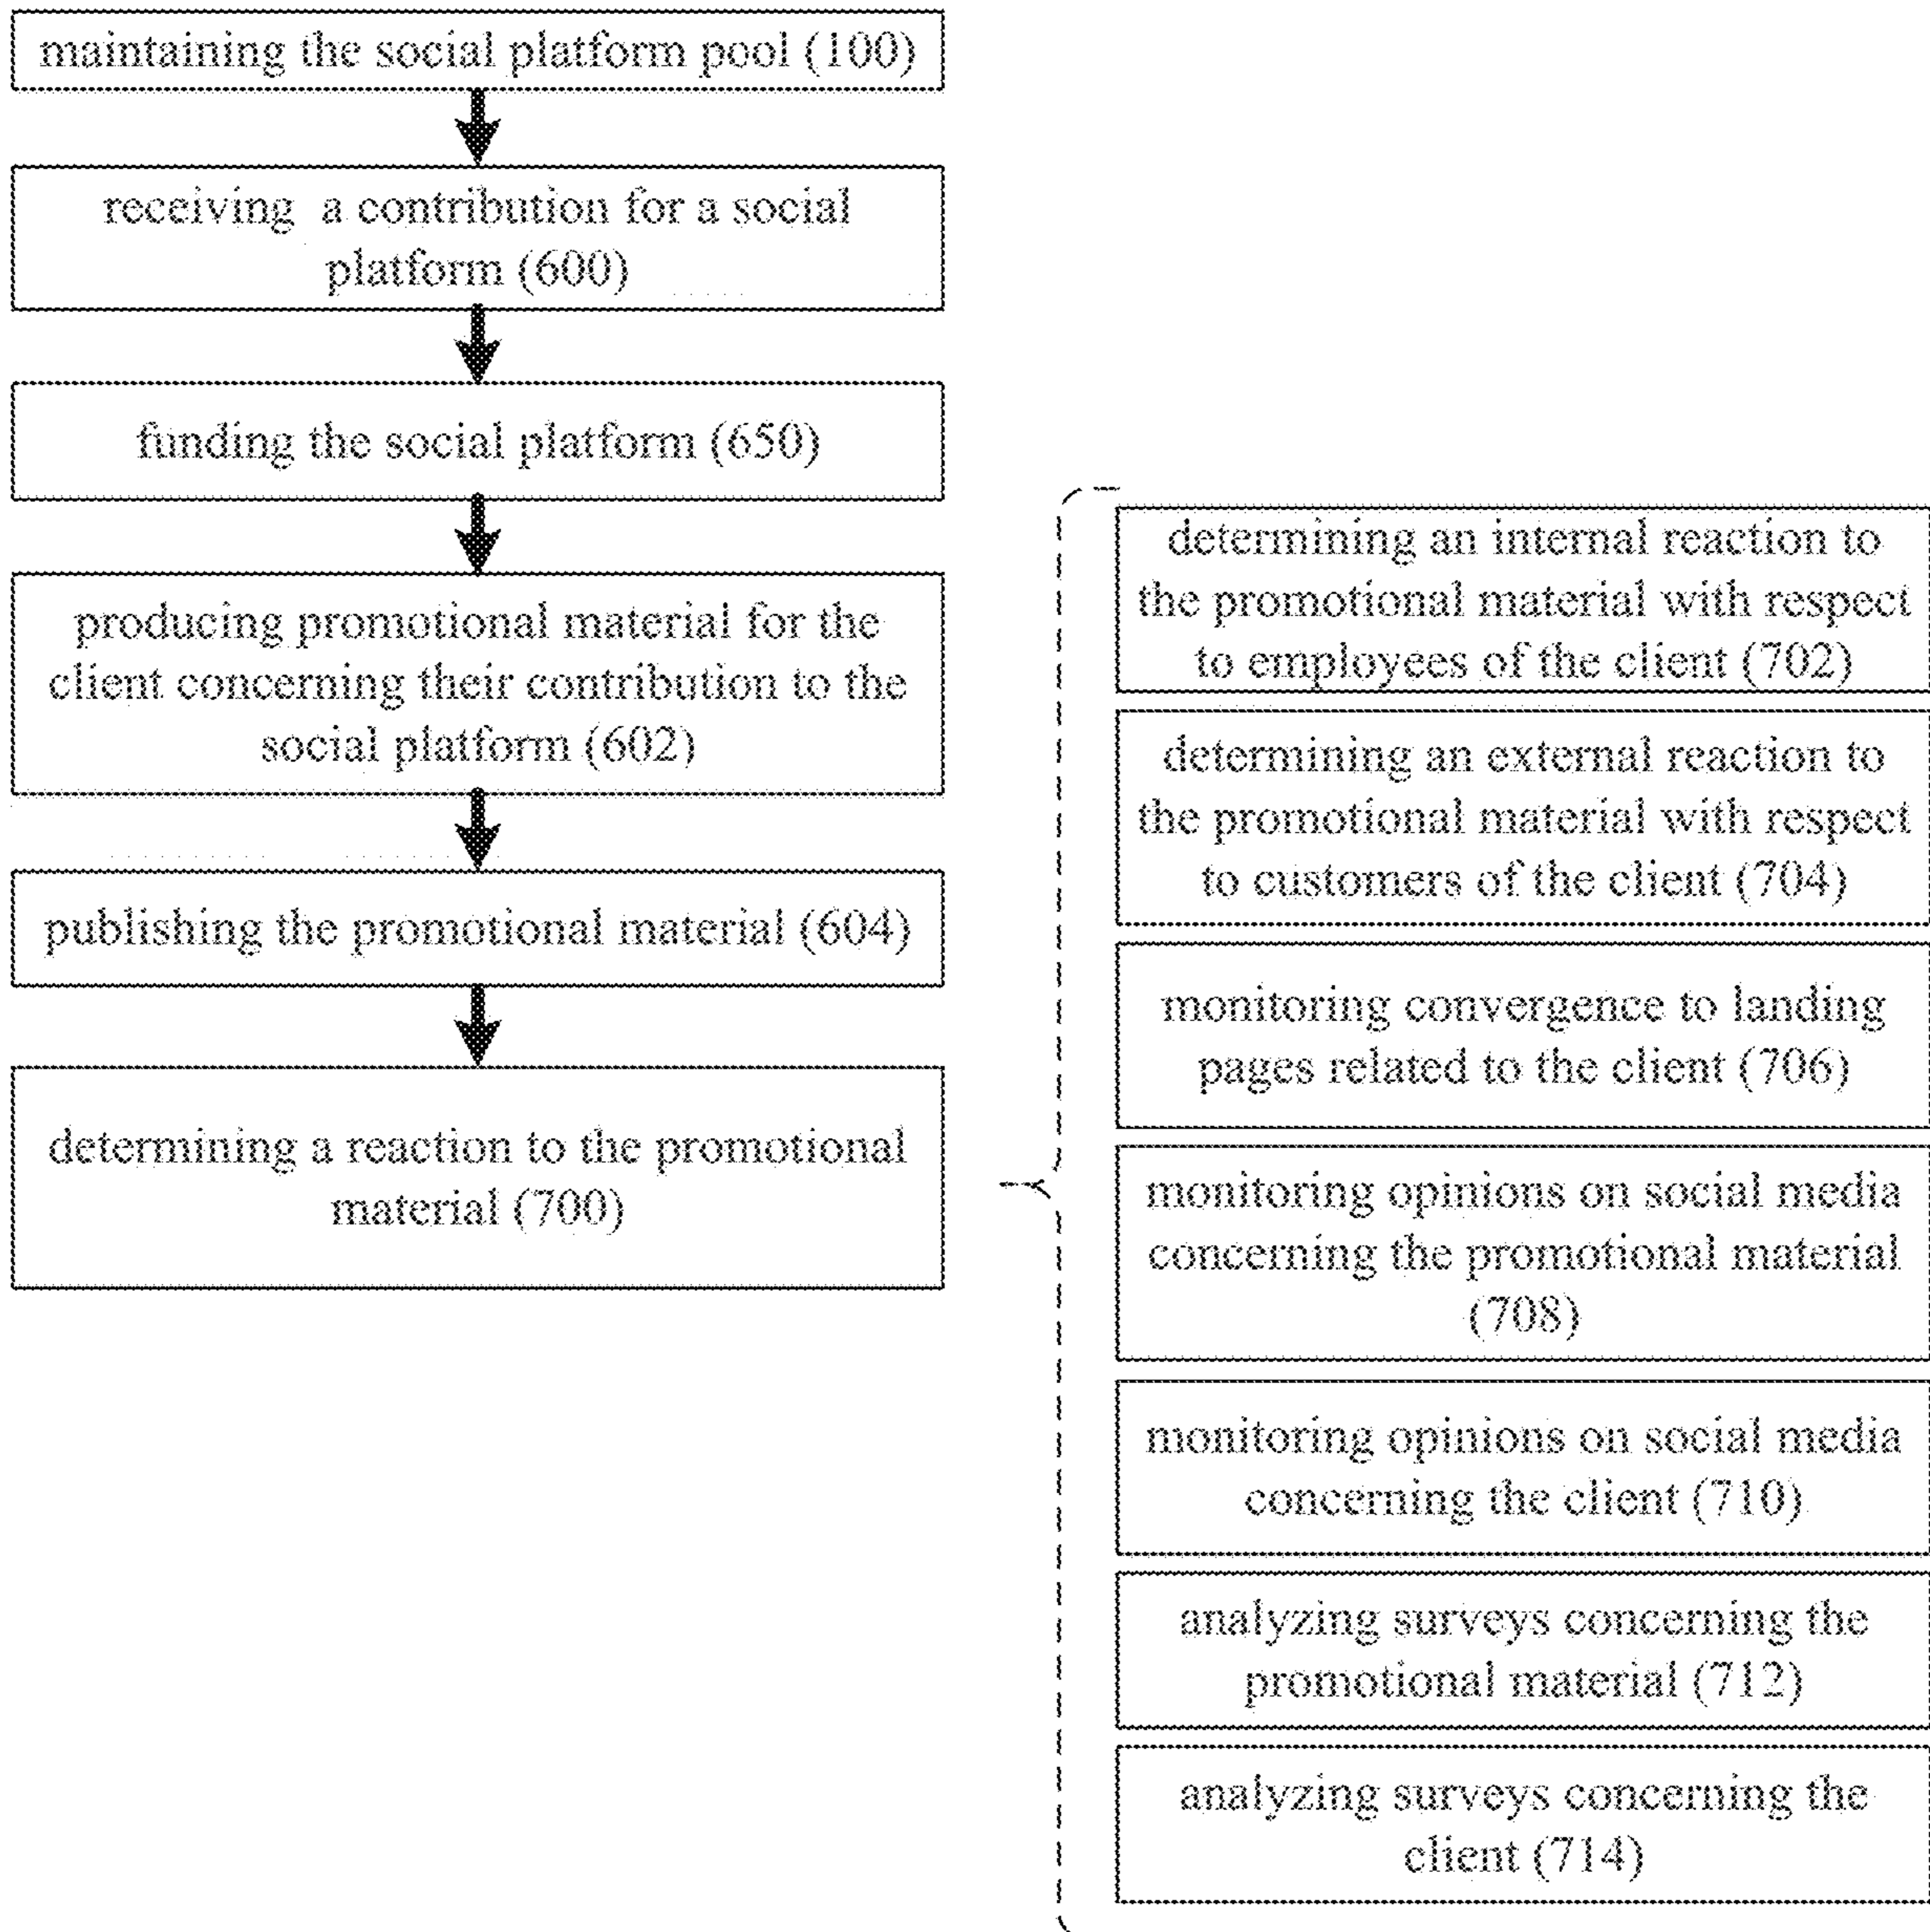 maintaining the social platform pool (100)
receiving a contribution for a social
platform (600)
funding the social platform (650)
producing promotional material for the
client concerning their contribution to the
social platform (602)
publishing the promotional material (604)
determining a reaction to the promotional
material (700)
determining an internal reaction to
the promotional material with respect
to employees of the client (702)
determining an external reaction to
the promotional material with respect
to customers of the client (704)
monitoring convergence to landing
pages related to the client (706)
monitoring opinions on social media
concerning the promotional material
(708)
monitoring opinions on social media
concerning the client (710)
analyzing surveys concerning the
promotional material (712)
analyzing surveys concerning the
client (714)